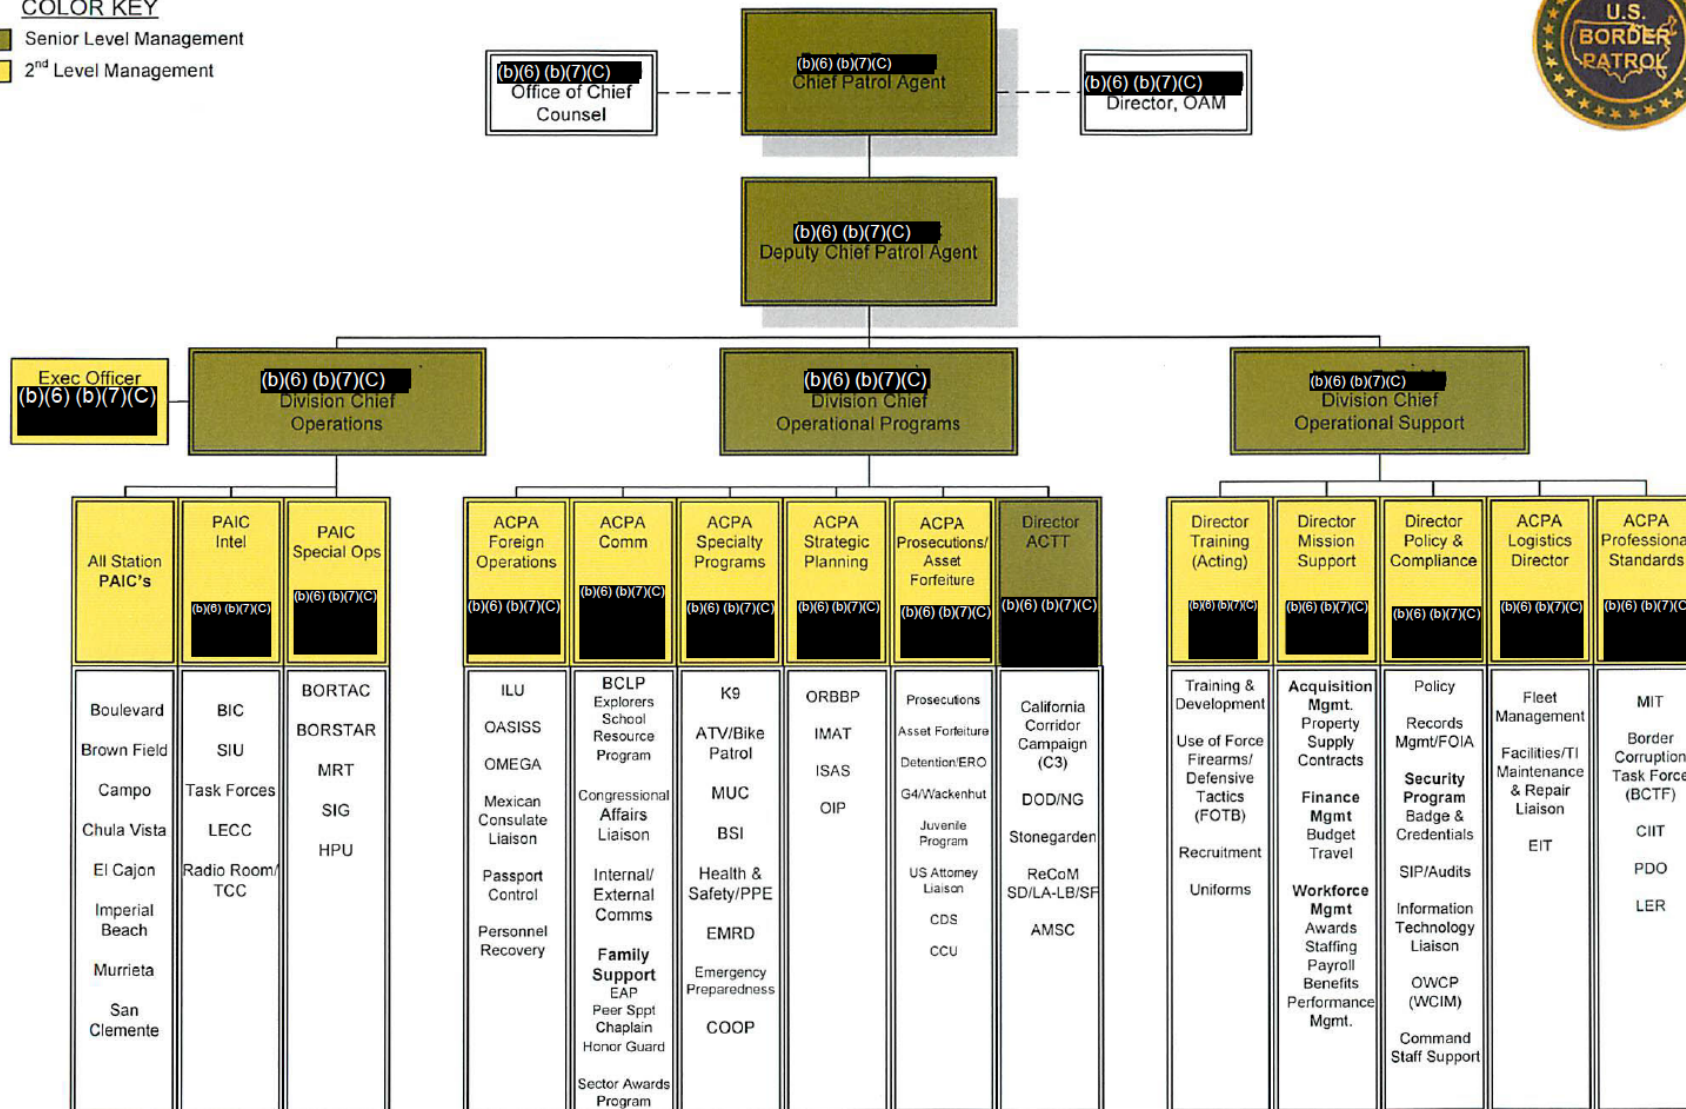 COLOR KEY
Senior Level Management
2nd Level Management
U.S.
BORDER
PATROL
(b)(6) (b)(7)(C)
Office of Chief
Counsel
(b)(6) (b)(7)(C)
Chief Patrol Agent
(b)(6) (b)(7)(C)
Director, OAM
(b)(6) (b)(7)(C)
Deputy Chief Patrol Agent
Exec Officer
(b)(6) (b)(7)(C)
(b)(6) (b)(7)(C)
Division Chief
Operations
(b)(6) (b)(7)(C)
Division Chief
Operational Programs
(b)(6) (b)(7)(C)
Division Chief
Operational Support
All Station
PAIC's
Boulevard
Brown Field
Campo
Chula Vista
El Cajon
Imperial
Beach
Murrieta
San
Clemente
PAIC
Intel
(b)(6) (b)(7)(C)
BIC
SIU
Task Forces
LECC
Radio Room/
TCC
PAIC
Special Ops
(b)(6) (b)(7)(C)
BORTAC
BORSTAR
MRT
SIG
HPU
ACPA
Foreign
Operations
(b)(6) (b)(7)(C)
ILU
OASISS
OMEGA
Mexican
Consulate
Liaison
Passport
Control
Personnel
Recovery
ACPA
Comm
(b)(6) (b)(7)(C)
BCLP
Explorers
School
Resource
Program
Congressional
Affairs
Liaison
Internal/
External
Comms
Family
Support
EAP
Peer Sppt
Chaplain
Honor Guard
Sector Awards
Program
ACPA
Specialty
Programs
(b)(6) (b)(7)(C)
K9
ATV/Bike
Patrol
MUC
BSI
Health &
Safety/PPE
EMRD
Emergency
Preparedness
COOP
ACPA
Strategic
Planning
(b)(6) (b)(7)(C)
ORBBP
IMAT
ISAS
OIP
ACPA
Prosecutions/
Asset
Forfeiture
(b)(6) (b)(7)(C)
Prosecutions
Asset Forfeiture
Detention/ERO
G4/Wackenhut
Juvenile
Program
US Attorney
Liaison
CDS
CCU
Director
ACTT
(b)(6) (b)(7)(C)
California
Corridor
Campaign
(C3)
DOD/NG
Stonegarden
ReCoM
SD/LA-LB/SF
AMSC
Director
Training
(Acting)
(b)(6) (b)(7)(C)
Training &
Development
Use of Force
Firearms/
Defensive
Tactics
(FOTB)
Recruitment
Uniforms
Director
Mission
Support
(b)(6) (b)(7)(C)
Acquisition
Mgmt.
Property
Supply
Contracts
Finance
Mgmt
Budget
Travel
Workforce
Mgmt
Awards
Staffing
Payroll
Benefits
Performance
Mgmt.
Director
Policy &
Compliance
(b)(6) (b)(7)(C)
Policy
Records
Mgmt/FOIA
Security
Program
Badge &
Credentials
SIP/Audits
Information
Technology
Liaison
OWCP
(WCIM)
Command
Staff Support
ACPA
Logistics
Director
(b)(6) (b)(7)(C)
Fleet
Management
Facilities/TI
Maintenance
& Repair
Liaison
EIT
ACPA
Professional
Standards
(b)(6) (b)(7)(C
MIT
Border
Corruption
Task Force
(BCTF)
CIIT
PDO
LER